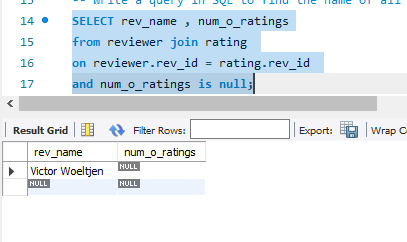 13 -- Write a query in SQL to find the name of all
14 SELECT rev_name , num_o_ratings
15 from reviewer join rating
16 on reviewer.rev_id = rating.rev_id
17 and num_o_ratings is null;
Result Grid Filter Rows: Export: Wrap C
rev_name num_o_ratings
Victor Woeltjen NULL
NULL NULL